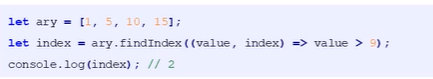 let ary = [1, 5, 10, 15];
let index = ary.findIndex((value, index) => value > 9);
console.log(index); // 2